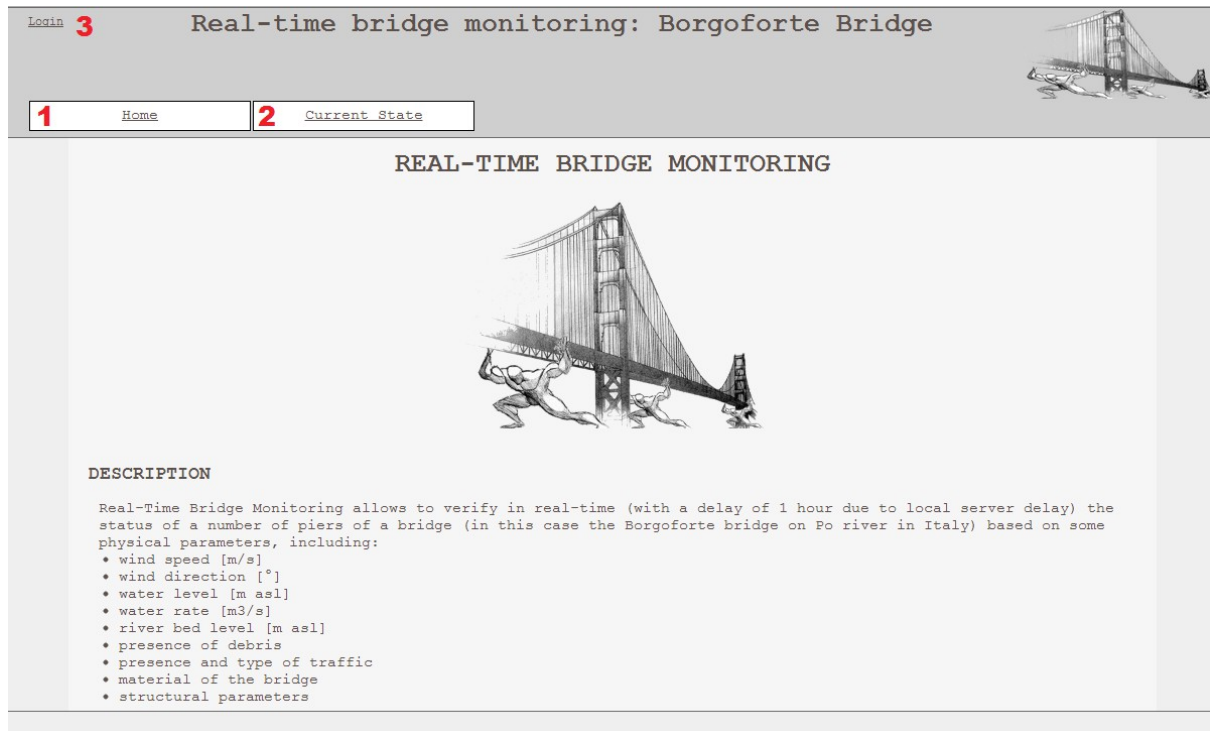 Login 3 Real-time bridge monitoring: Borgoforte Bridge
1 Home 2 Current State
REAL-TIME BRIDGE MONITORING
DESCRIPTION
Real-Time Bridge Monitoring allows to verify in real-time (with a delay of 1 hour due to local server delay) the
status of a number of piers of a bridge (in this case the Borgoforte bridge on Po river in Italy) based on some
physical parameters, including:
• wind speed [m/s]
• wind direction [°]
• water level [m asl]
• water rate [m3/s]
• river bed level [m asl]
• presence of debris
• presence and type of traffic
• material of the bridge
• structural parameters